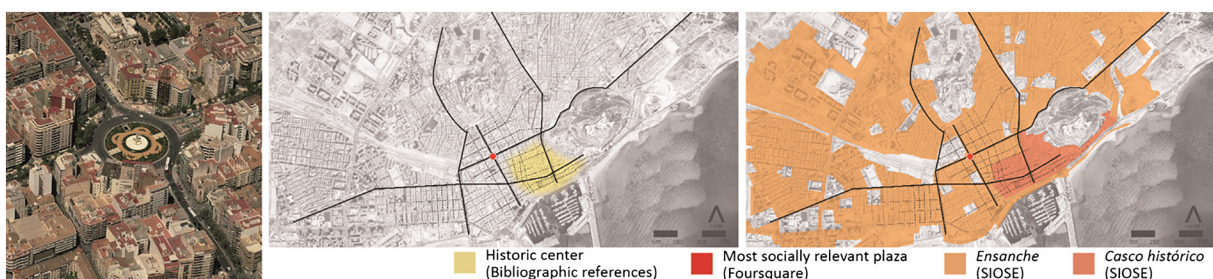 Historic center
(Bibliographic references)
Most socially relevant plaza
(Foursquare)
Ensanche
(SIOSE)
Casco histórico
(SIOSE)